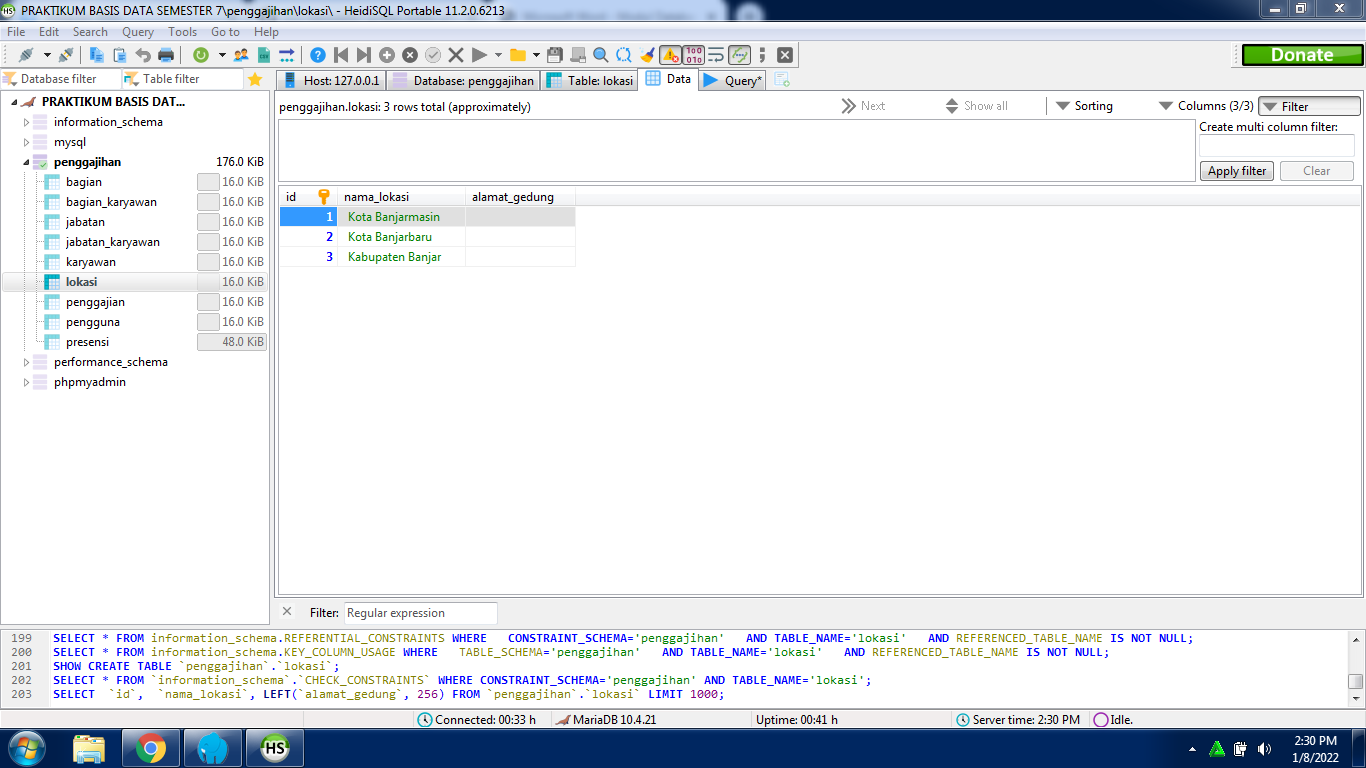 PRAKTIKUM BASIS DATA SEMESTER 7\penggajihan\lokasi\ - HeidiSQL Portable 11.2.0.6213
File Edit Search Query Tools Go to Help
Donate
Database filter Table filter
Host: 127.0.0.1 Database: penggajihan Table: lokasi Data Query*
PRAKTIKUM BASIS DAT...
information_schema
mysql
penggajihan 176.0 KiB
bagian 16.0 KiB
bagian_karyawan 16.0 KiB
jabatan 16.0 KiB
jabatan_karyawan 16.0 KiB
karyawan 16.0 KiB
lokasi 16.0 KiB
penggajian 16.0 KiB
pengguna 16.0 KiB
presensi 48.0 KiB
performance_schema
phpmyadmin
penggajihan.lokasi: 3 rows total (approximately) Next Show all Sorting Columns (3/3) Filter
Create multi column filter:
Apply filter Clear
id nama_lokasi alamat_gedung
1 Kota Banjarmasin
2 Kota Banjarbaru
3 Kabupaten Banjar
Filter: Regular expression
199 SELECT * FROM information_schema.REFERENTIAL_CONSTRAINTS WHERE CONSTRAINT_SCHEMA='penggajihan' AND TABLE_NAME='lokasi' AND REFERENCED_TABLE_NAME IS NOT NULL;
200 SELECT * FROM information_schema.KEY_COLUMN_USAGE WHERE TABLE_SCHEMA='penggajihan' AND TABLE_NAME='lokasi' AND REFERENCED_TABLE_NAME IS NOT NULL;
201 SHOW CREATE TABLE `penggajihan`.`lokasi`;
202 SELECT * FROM `information_schema`.`CHECK_CONSTRAINTS` WHERE CONSTRAINT_SCHEMA='penggajihan' AND TABLE_NAME='lokasi';
203 SELECT `id`, `nama_lokasi`, LEFT(`alamat_gedung`, 256) FROM `penggajihan`.`lokasi` LIMIT 1000;
Connected: 00:33 h MariaDB 10.4.21 Uptime: 00:41 h Server time: 2:30 PM Idle.
HS
2:30 PM
1/8/2022